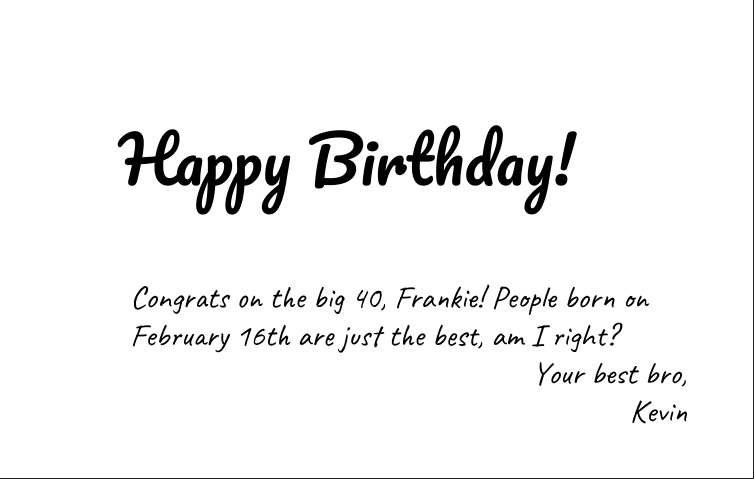 Happy Birthday!
Congrats on the big 40, Frankie! People born on
February 16th are just the best, am I right?
Your best bro,
Kevin